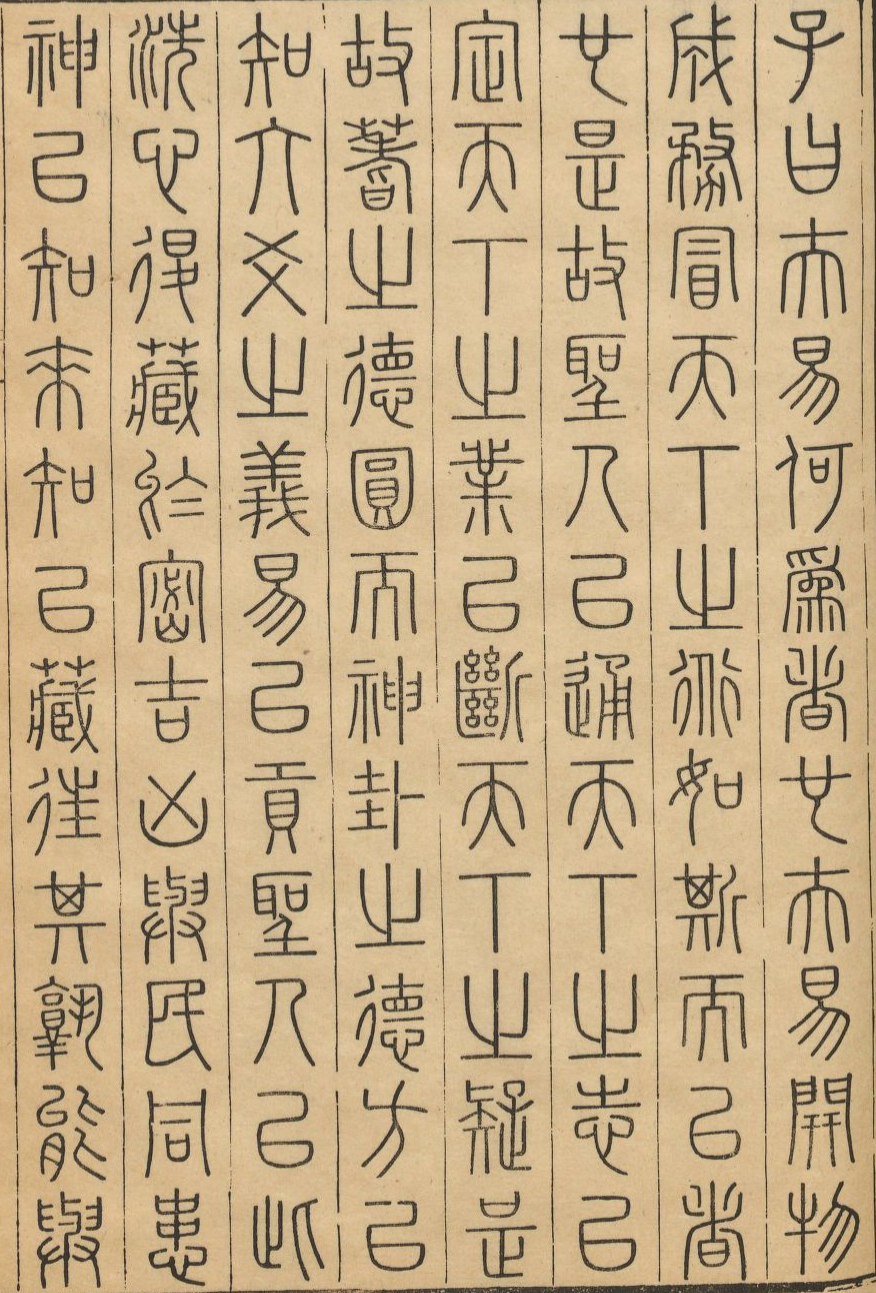 子曰夫易何爲者也夫易開物
成務冒天下之道如斯而已者
也是故聖人以通天下之志以
定天下之業以斷天下之疑是
故蓍之德圓而神卦之德方以
知六爻之義易以貢聖人以此
洗心退藏於密吉凶與民同患
神以知來知以藏往其孰能與